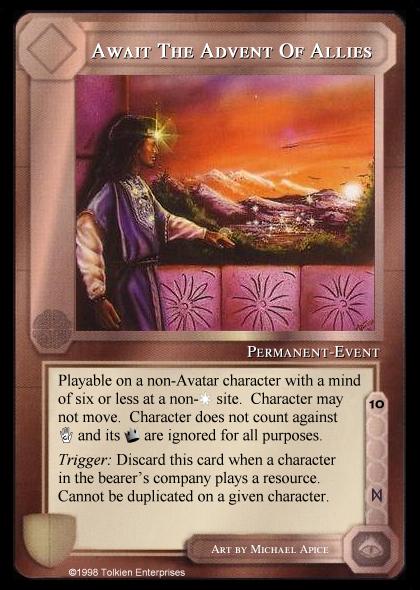 Await The Advent Of Allies
Permanent-Event
Playable on a non-Avatar character with a mind
of six or less at a non- site. Character may
not move. Character does not count against
and its are ignored for all purposes.
Trigger: Discard this card when a character
in the bearer's company plays a resource.
Cannot be duplicated on a given character.
10
Art by Michael Apice
©1998 Tolkien Enterprises